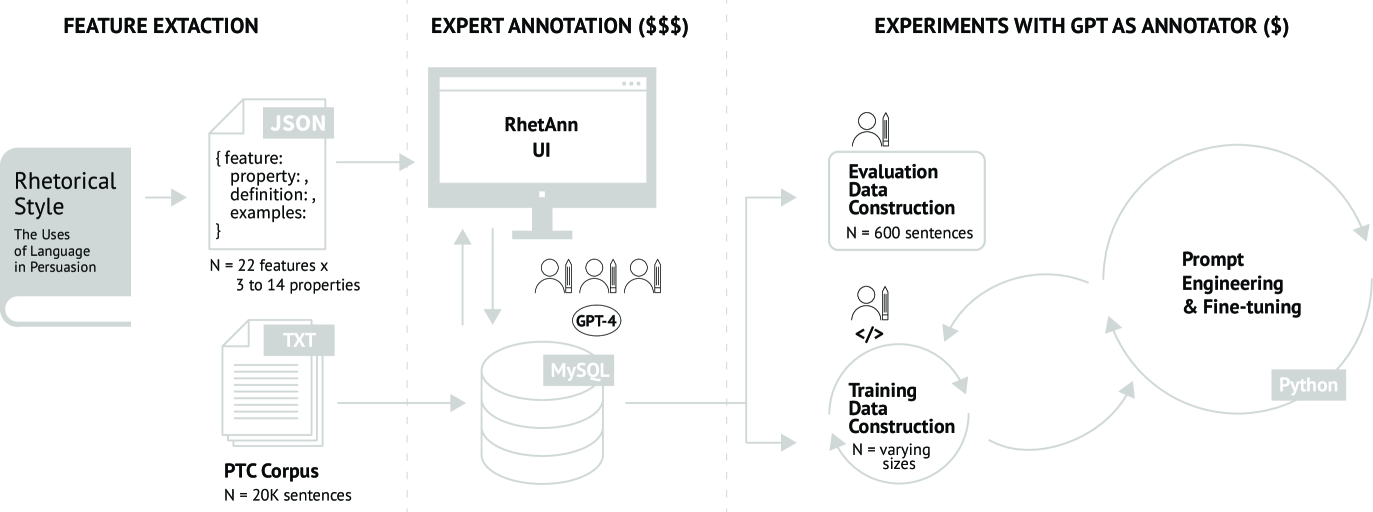 FEATURE EXTACTION
Rhetorical
Style
The Uses
of Language
in Persuasion
JSON
{ feature:
property: ,
definition: ,
examples:
}
N = 22 features x
3 to 14 properties
TXT
PTC Corpus
N = 20K sentences
EXPERT ANNOTATION ($$$)
RhetAnn
UI
GPT-4
MySQL
EXPERIMENTS WITH GPT AS ANNOTATOR ($)
Evaluation
Data
Construction
N = 600 sentences
</>
Training
Data
Construction
N = varying
sizes
Prompt
Engineering
& Fine-tuning
Python